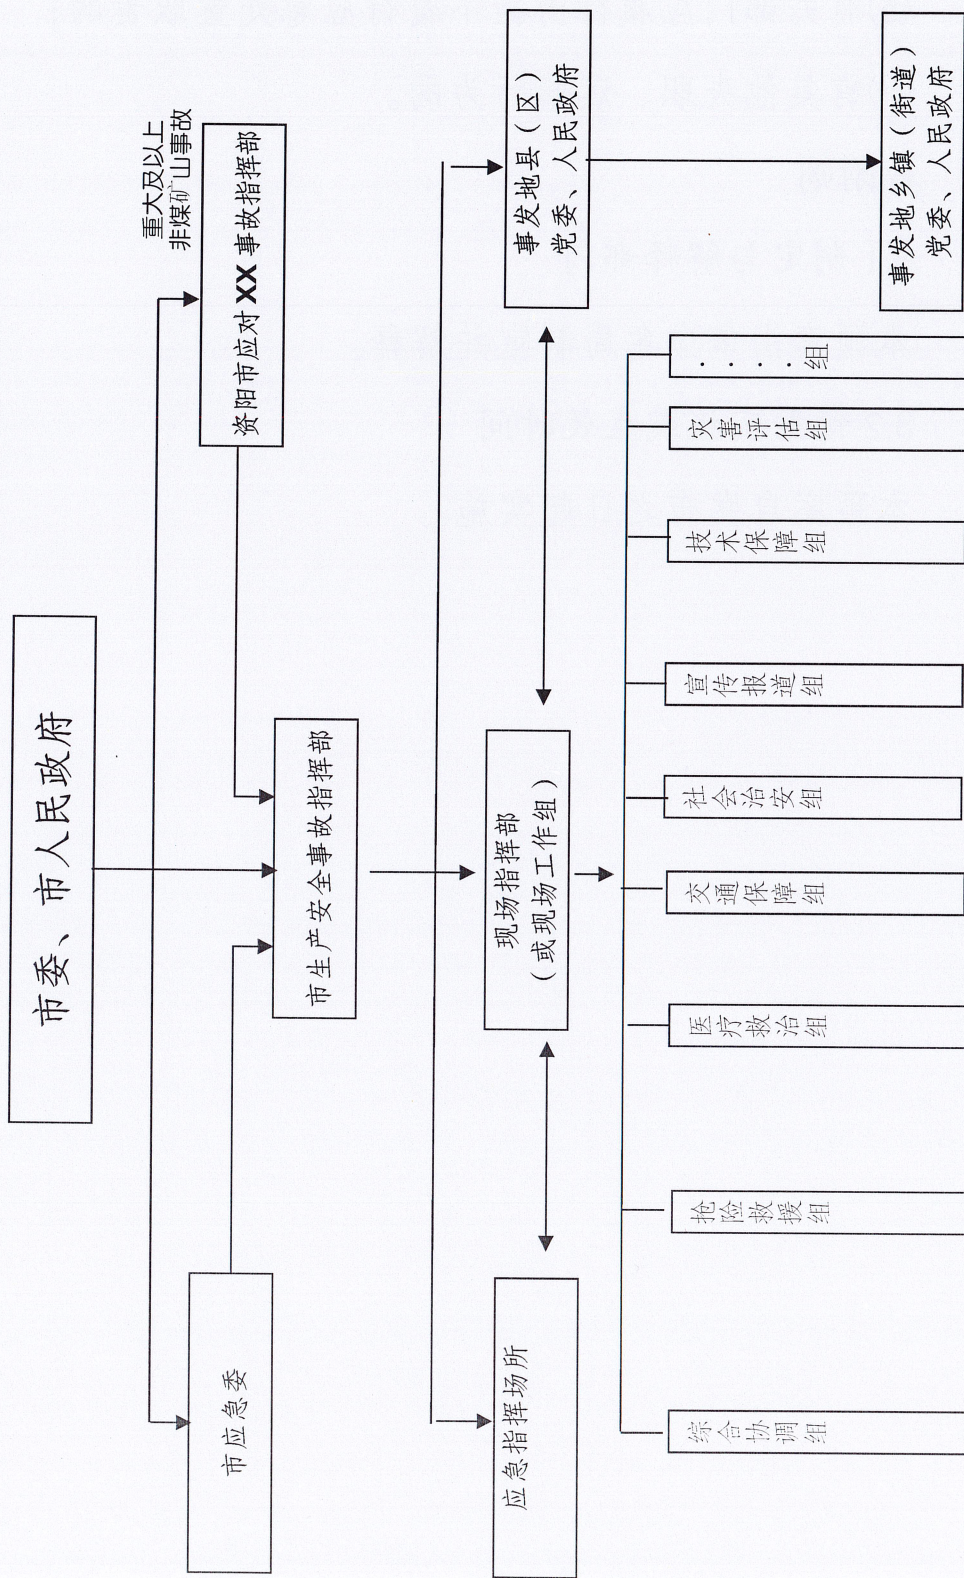 市委、市人民政府
重大及以上
非煤矿山事故
市应急委
资阳市应对XX事故指挥部
市生产安全事故指挥部
应急指挥场所
现场指挥部
（或现场工作组）
事发地县（区）
党委、人民政府
综合协调组
抢险救援组
医疗救治组
交通保障组
社会治安组
宣传报道组
技术保障组
灾害评估组
····组
事发地乡镇（街道）
党委、人民政府